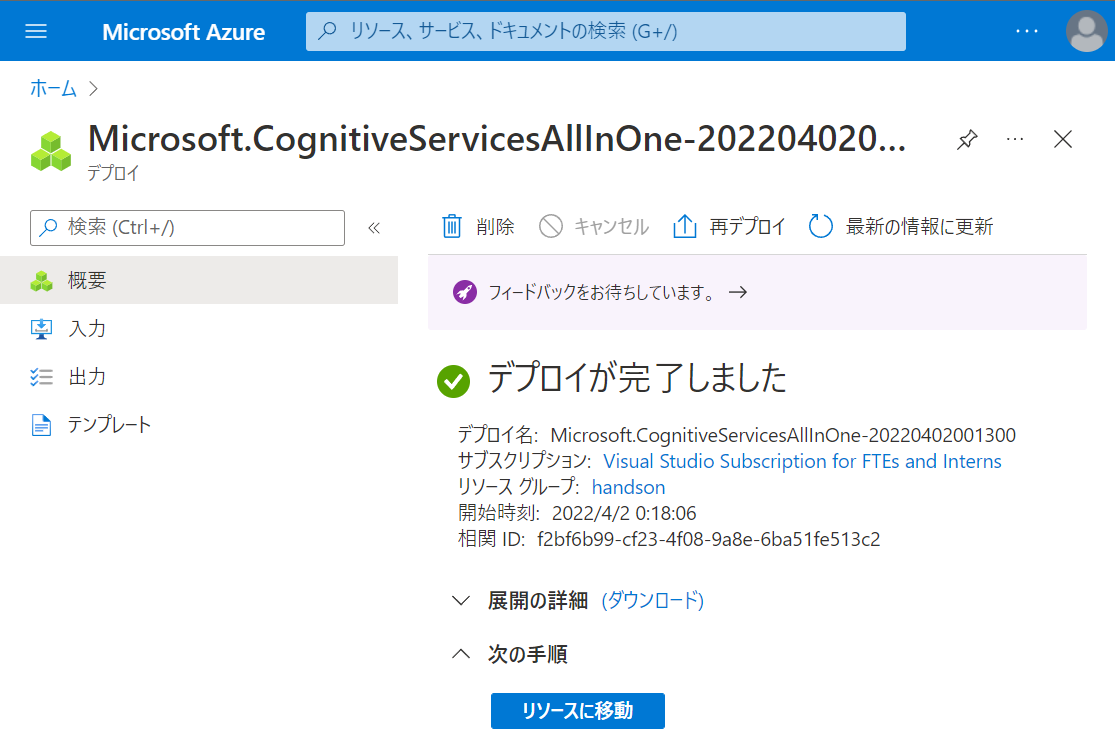 Microsoft Azure
リソース、サービス、ドキュメントの検索 (G+/)
ホーム
Microsoft.CognitiveServicesAllInOne-202204020...
デプロイ
検索 (Ctrl+/)
削除 キャンセル 再デプロイ 最新の情報に更新
概要
入力
出力
テンプレート
フィードバックをお待ちしています。 →
デプロイが完了しました
デプロイ名: Microsoft.CognitiveServicesAllInOne-20220402001300
サブスクリプション: Visual Studio Subscription for FTEs and Interns
リソース グループ: handson
開始時刻: 2022/4/2 0:18:06
相関 ID: f2bf6b99-cf23-4f08-9a8e-6ba51fe513c2
展開の詳細 (ダウンロード)
次の手順
リソースに移動